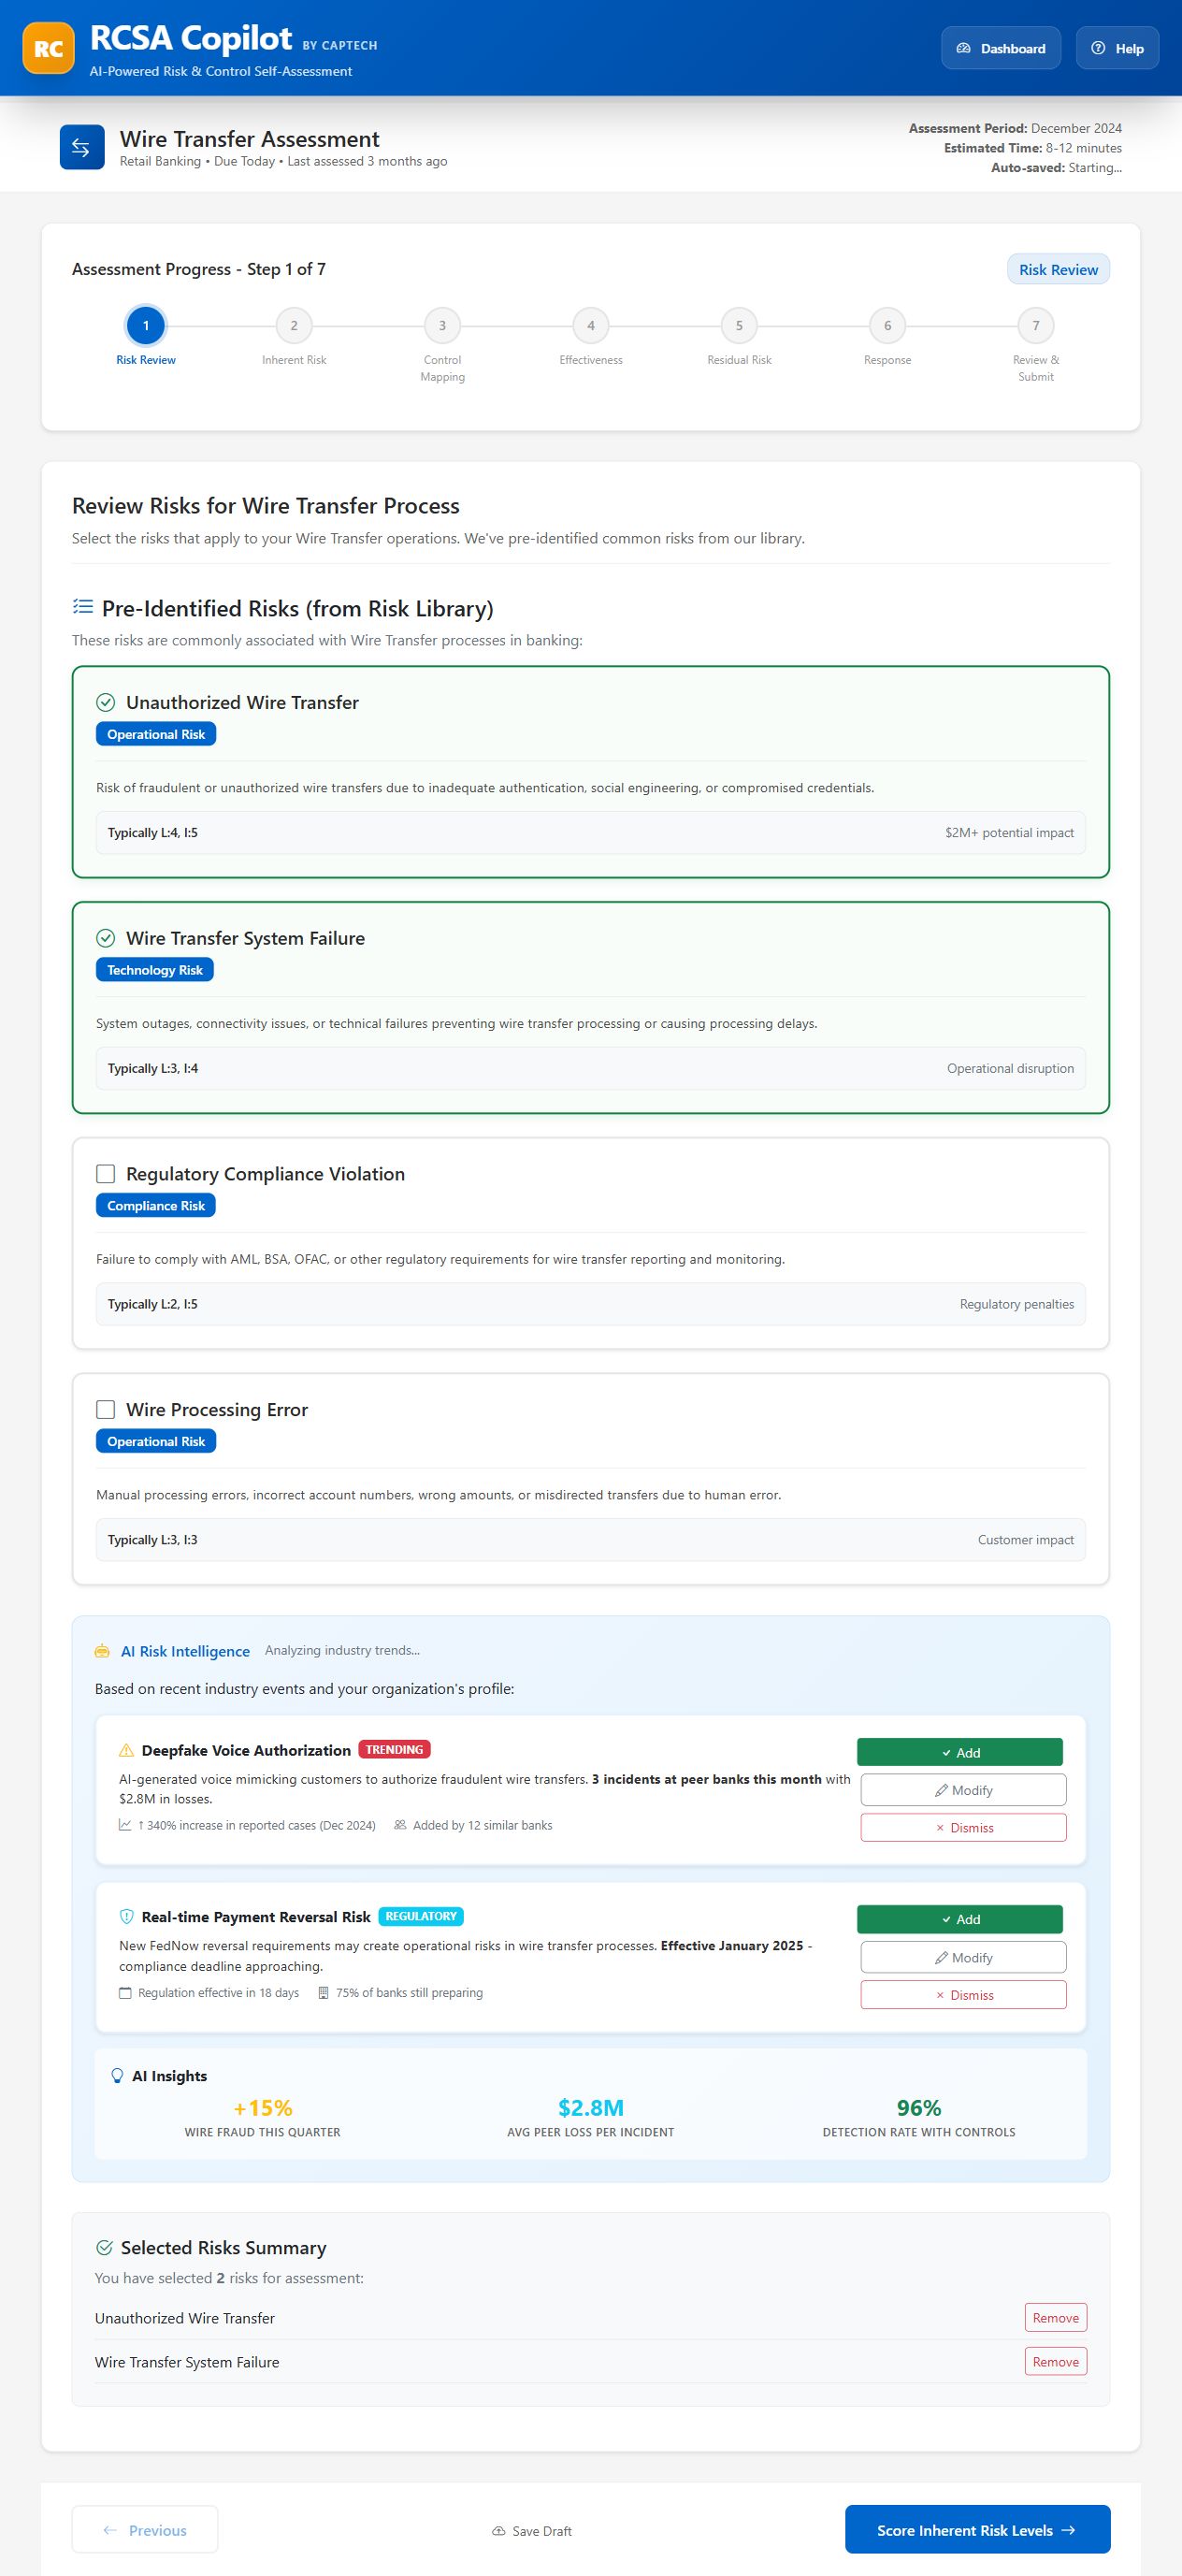 RC
RCSA Copilot BY CAPTECH
AI-Powered Risk & Control Self-Assessment
Dashboard
Help
Wire Transfer Assessment
Retail Banking • Due Today • Last assessed 3 months ago
Assessment Period: December 2024
Estimated Time: 8-12 minutes
Auto-saved: Starting...
Assessment Progress - Step 1 of 7
Risk Review
1
2
3
4
5
6
7
Risk Review
Inherent Risk
Control
Mapping
Effectiveness
Residual Risk
Response
Review &
Submit
Review Risks for Wire Transfer Process
Select the risks that apply to your Wire Transfer operations. We've pre-identified common risks from our library.
Pre-Identified Risks (from Risk Library)
These risks are commonly associated with Wire Transfer processes in banking:
Unauthorized Wire Transfer
Operational Risk
Risk of fraudulent or unauthorized wire transfers due to inadequate authentication, social engineering, or compromised credentials.
Typically L:4, I:5
$2M+ potential impact
Wire Transfer System Failure
Technology Risk
System outages, connectivity issues, or technical failures preventing wire transfer processing or causing processing delays.
Typically L:3, I:4
Operational disruption
Regulatory Compliance Violation
Compliance Risk
Failure to comply with AML, BSA, OFAC, or other regulatory requirements for wire transfer reporting and monitoring.
Typically L:2, I:5
Regulatory penalties
Wire Processing Error
Operational Risk
Manual processing errors, incorrect account numbers, wrong amounts, or misdirected transfers due to human error.
Typically L:3, I:3
Customer impact
AI Risk Intelligence Analyzing industry trends...
Based on recent industry events and your organization's profile:
Deepfake Voice Authorization TRENDING
AI-generated voice mimicking customers to authorize fraudulent wire transfers. 3 incidents at peer banks this month with
$2.8M in losses.
↑ 340% increase in reported cases (Dec 2024) Added by 12 similar banks
Add
Modify
Dismiss
Real-time Payment Reversal Risk REGULATORY
New FedNow reversal requirements may create operational risks in wire transfer processes. Effective January 2025 -
compliance deadline approaching.
Regulation effective in 18 days 75% of banks still preparing
Add
Modify
Dismiss
AI Insights
+15%
WIRE FRAUD THIS QUARTER
$2.8M
AVG PEER LOSS PER INCIDENT
96%
DETECTION RATE WITH CONTROLS
Selected Risks Summary
You have selected 2 risks for assessment:
Unauthorized Wire Transfer
Remove
Wire Transfer System Failure
Remove
Previous
Save Draft
Score Inherent Risk Levels